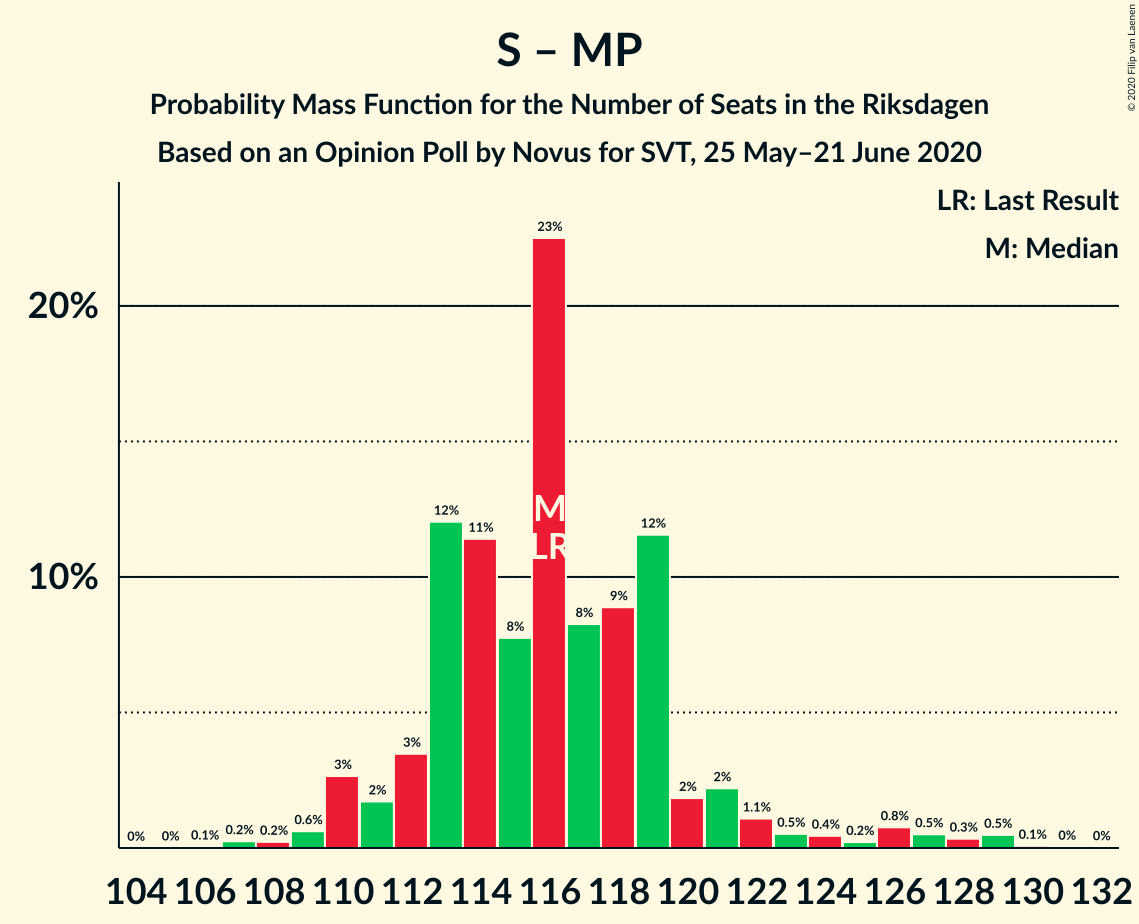 S – MP
Probability Mass Function for the Number of Seats in the Riksdagen
Based on an Opinion Poll by Novus for SVT, 25 May–21 June 2020
© 2020 Filip van Laenen
LR: Last Result
M: Median
20%
10%
0% 0% 0.1% 0.2% 0.2% 0.6% 3% 2% 3% 12% 11% 8% 23% 8% 9% 12% 2% 2% 1.1% 0.5% 0.4% 0.2% 0.8% 0.5% 0.3% 0.5% 0.1% 0% 0%
M
LR
104 106 108 110 112 114 116 118 120 122 124 126 128 130 132